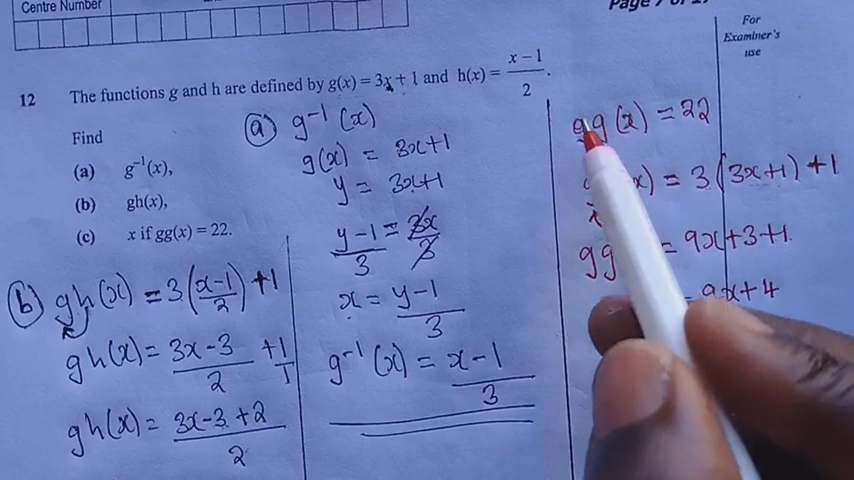 Centre Number
Page 7 of 17
For
Examiner's
use
12 The functions g and h are defined by g(x) = 3x + 1 and h(x) = (x − 1)/2.
Find
(a) g⁻¹(x),
(b) gh(x),
(c) x if gg(x) = 22.
(a) g⁻¹(x)
g(x) = 3x+1
y = 3x+1
(y−1)/3 = 3x/3
x = (y−1)/3
g⁻¹(x) = (x−1)/3
(b) gh(x) = 3((x−1)/2) + 1
gh(x) = (3x−3)/2 + 1/1
gh(x) = (3x−3+2)/2
gg(x) = 22
x) = 3(3x+1)+1
gg = 9x+3+1
= 9x+4